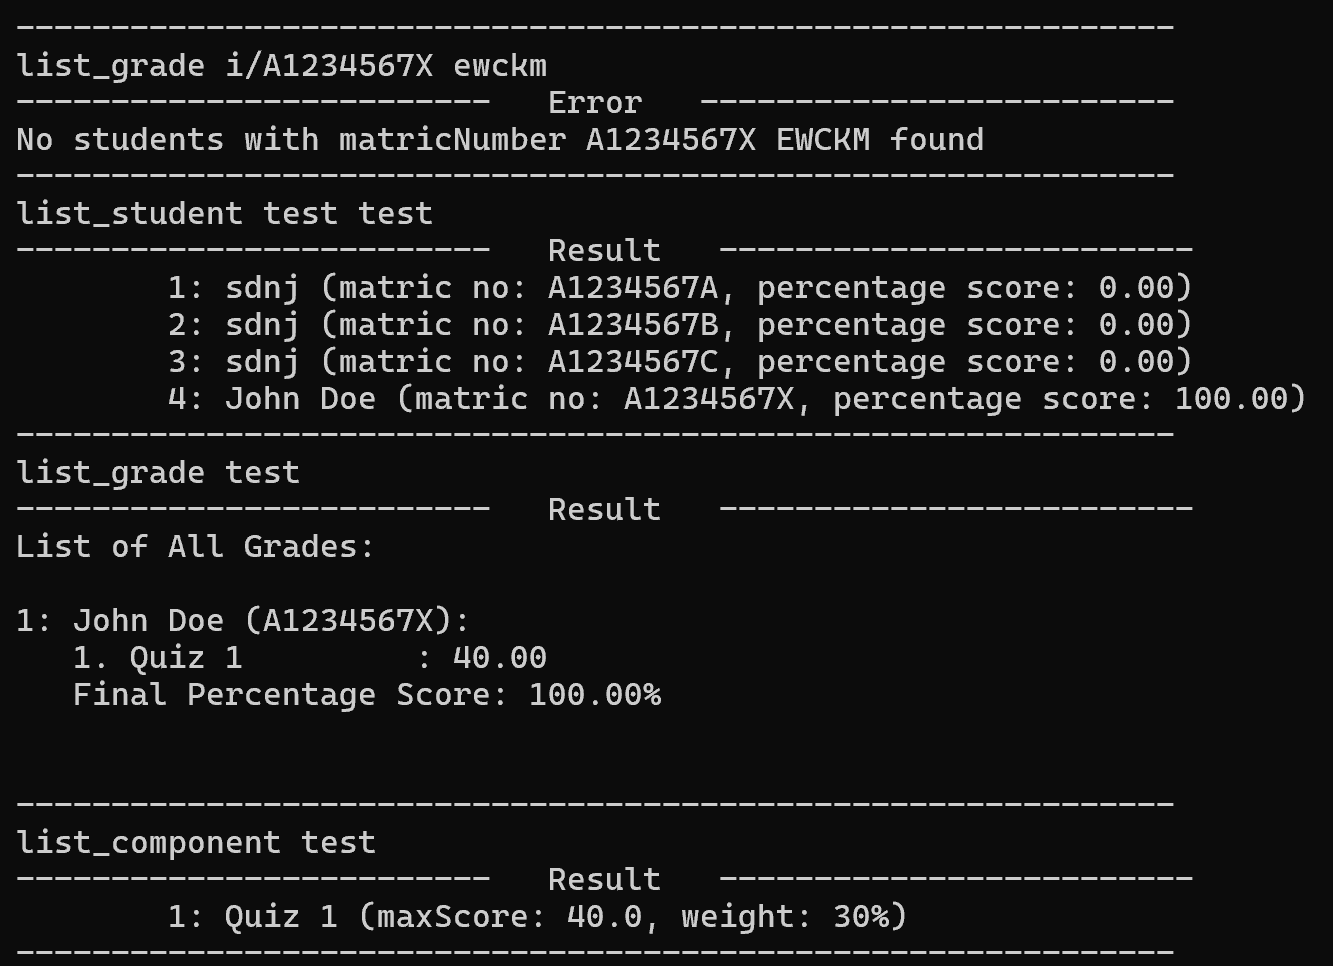 ------------------------------------------------------------
list_grade i/A1234567X ewckm
-------------------------   Error   -------------------------
No students with matricNumber A1234567X EWCKM found
-------------------------------------------------------------
list_student test test
-------------------------   Result   -------------------------
        1: sdnj (matric no: A1234567A, percentage score: 0.00)
        2: sdnj (matric no: A1234567B, percentage score: 0.00)
        3: sdnj (matric no: A1234567C, percentage score: 0.00)
        4: John Doe (matric no: A1234567X, percentage score: 100.00)
-------------------------------------------------------------
list_grade test
-------------------------   Result   -------------------------
List of All Grades:

1: John Doe (A1234567X):
   1. Quiz 1         : 40.00
   Final Percentage Score: 100.00%


-------------------------------------------------------------
list_component test
-------------------------   Result   -------------------------
        1: Quiz 1 (maxScore: 40.0, weight: 30%)
-------------------------------------------------------------